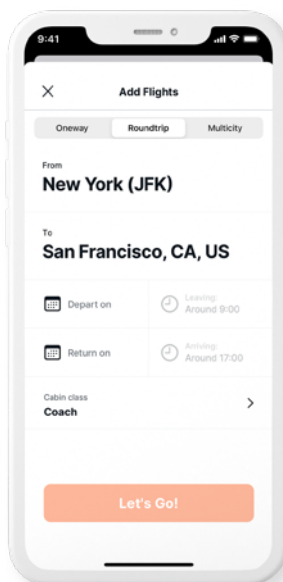 9:41
Add Flights
Oneway Roundtrip Multicity
From
New York (JFK)
To
San Francisco, CA, US
Depart on
Leaving:
Around 9:00
Return on
Arriving:
Around 17:00
Cabin class
Coach
Let's Go!